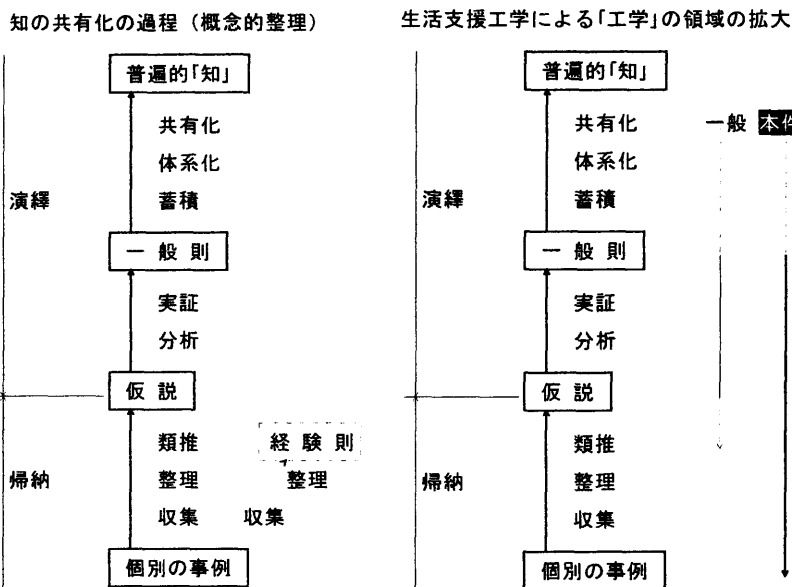 知の共有化の過程(概念的整理)
普遍的「知」
共有化
体系化
演繹 蓄積
一般則
実証
分析
仮説
類推 経験則
帰納 整理 整理
収集 収集
個別の事例
生活支援工学による「工学」の領域の拡大
普遍的「知」
共有化 一般 本件
体系化
演繹 蓄積
一般則
実証
分析
仮説
類推
帰納 整理
収集
個別の事例